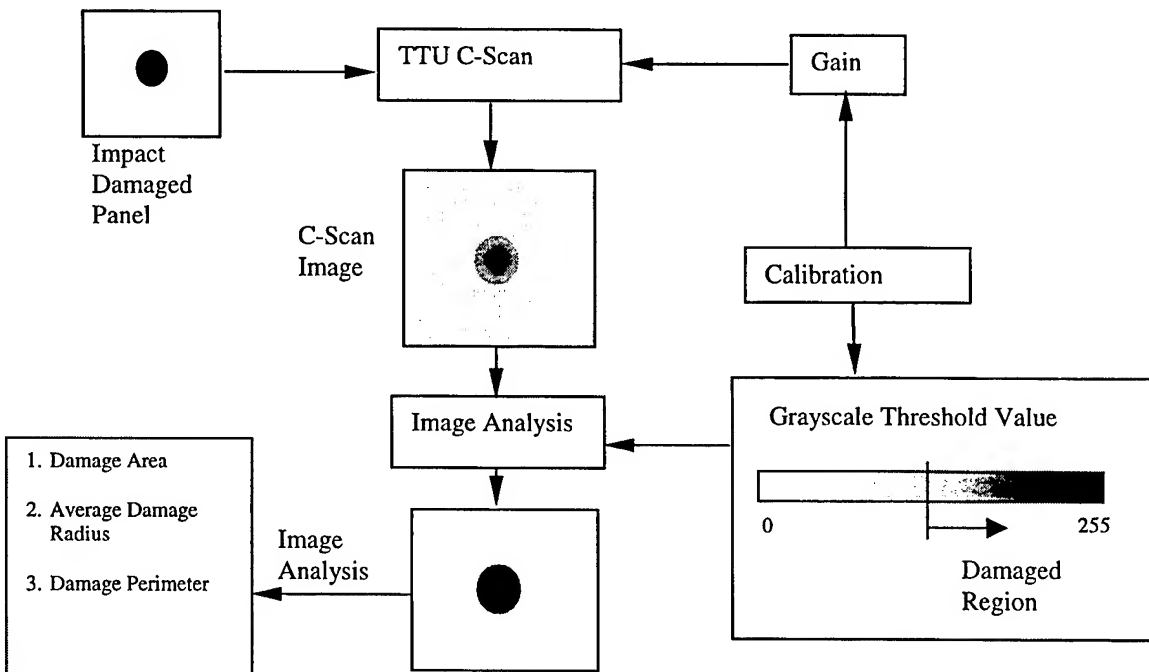 TTU C-Scan
Gain
Impact
Damaged
Panel
C-Scan
Image
Calibration
Image Analysis
Grayscale Threshold Value
0
255
Damaged
Region
1. Damage Area
2. Average Damage
Radius
3. Damage Perimeter
Image
Analysis